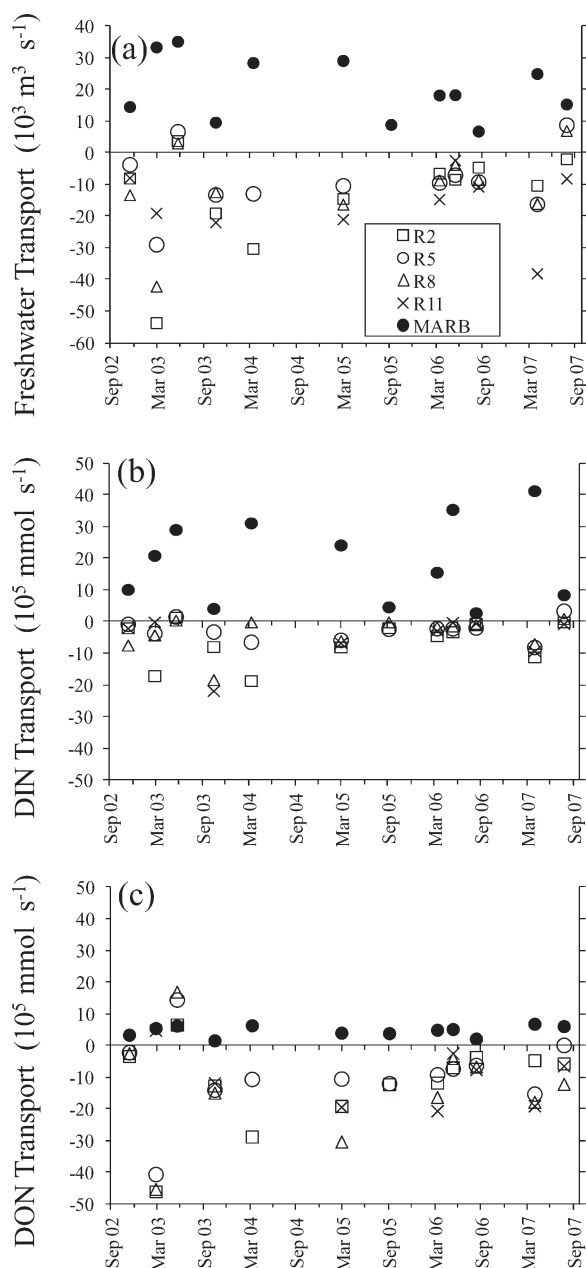 (a)
Freshwater Transport (10³ m³ s⁻¹)
40
30
20
10
0
-10
-20
-30
-40
-50
-60
R2
R5
R8
R11
MARB
Sep 02
Mar 03
Sep 03
Mar 04
Sep 04
Mar 05
Sep 05
Mar 06
Sep 06
Mar 07
Sep 07
(b)
DIN Transport (10⁵ mmol s⁻¹)
50
40
30
20
10
0
-10
-20
-30
-40
-50
Sep 02
Mar 03
Sep 03
Mar 04
Sep 04
Mar 05
Sep 05
Mar 06
Sep 06
Mar 07
Sep 07
(c)
DON Transport (10⁵ mmol s⁻¹)
50
40
30
20
10
0
-10
-20
-30
-40
-50
Sep 02
Mar 03
Sep 03
Mar 04
Sep 04
Mar 05
Sep 05
Mar 06
Sep 06
Mar 07
Sep 07